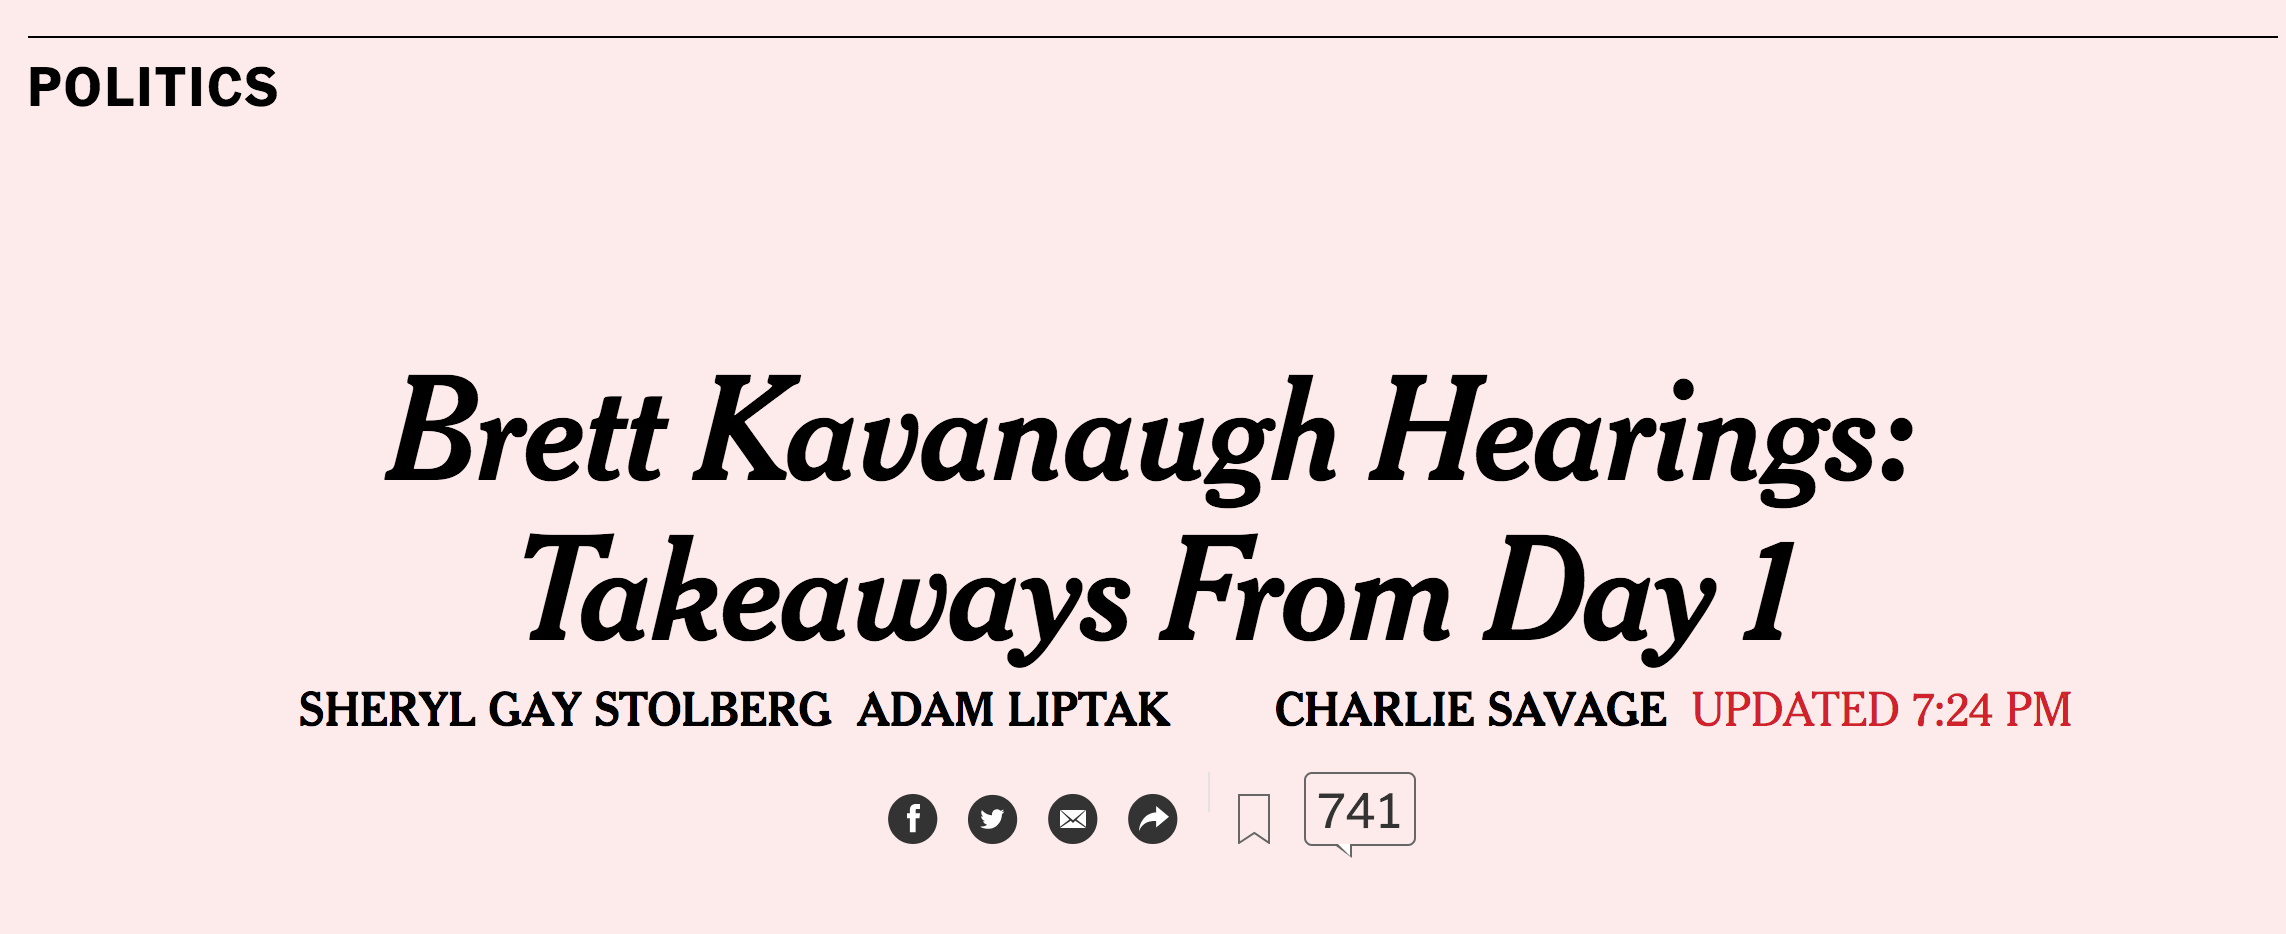 POLITICS
Brett Kavanaugh Hearings:
Takeaways From Day 1
SHERYL GAY STOLBERG ADAM LIPTAK CHARLIE SAVAGE UPDATED 7:24 PM
741